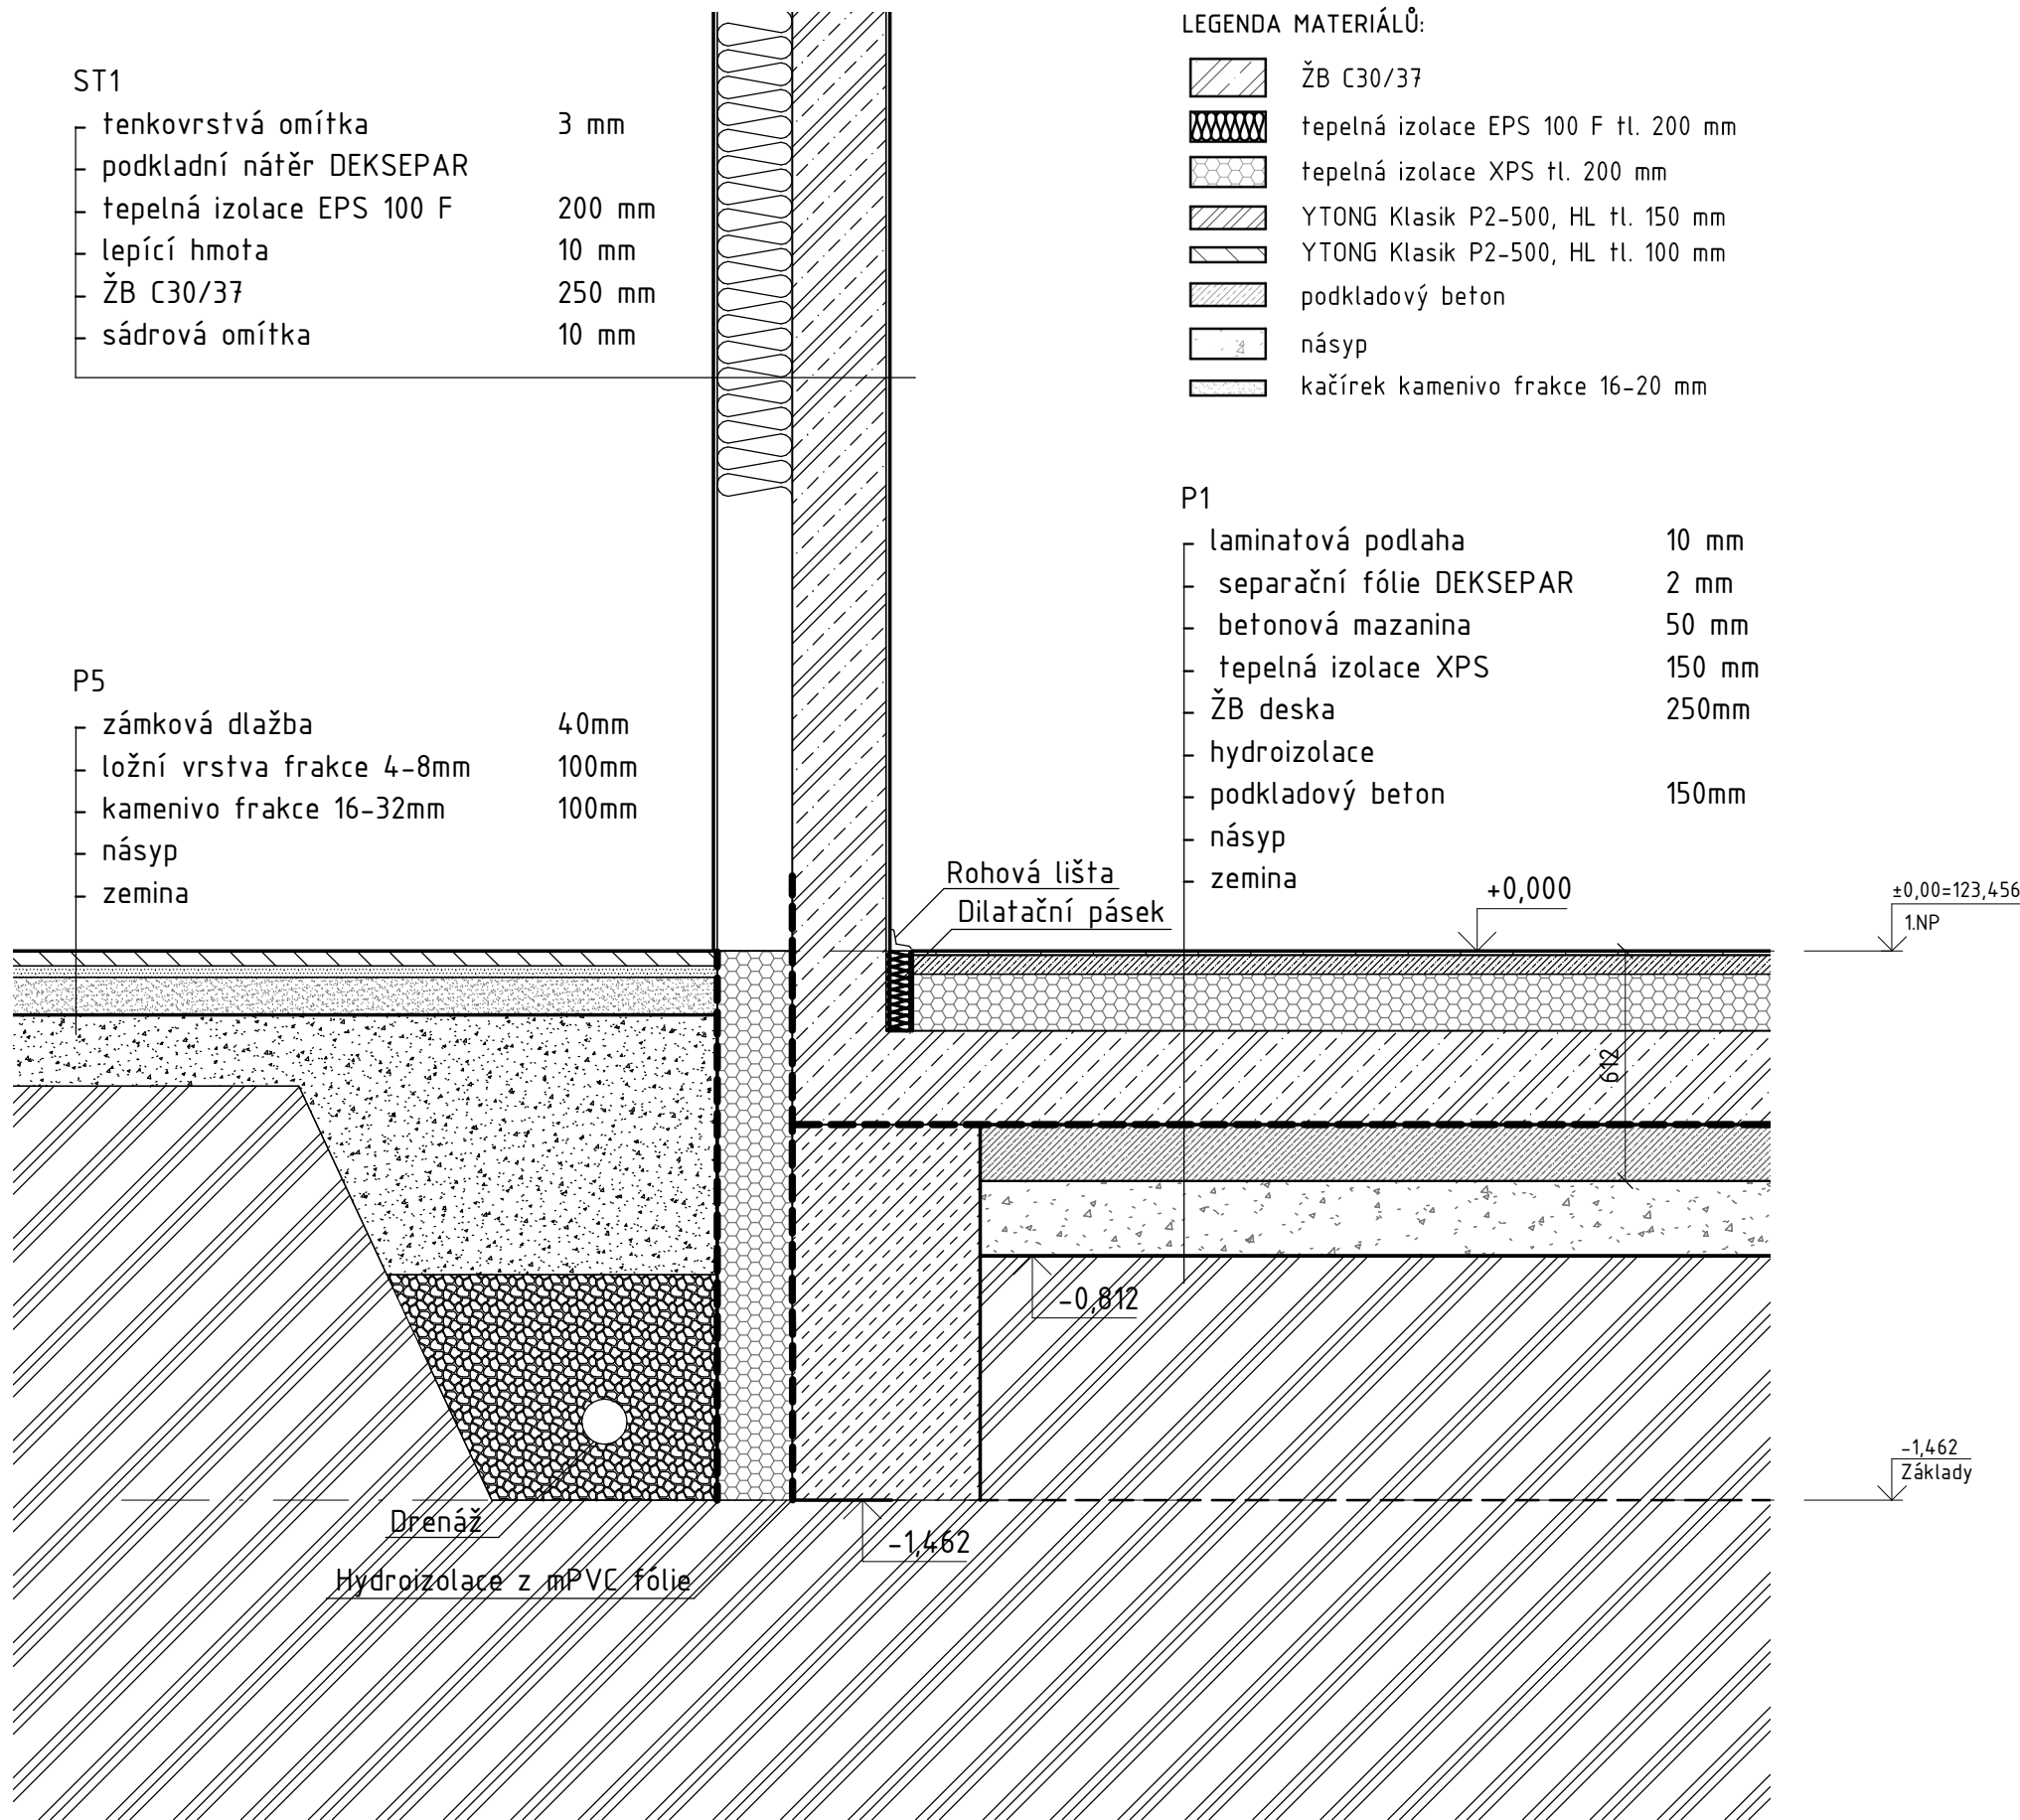 LEGENDA MATERIÁLŮ:
ŽB C30/37
tepelná izolace EPS 100 F tl. 200 mm
tepelná izolace XPS tl. 200 mm
YTONG Klasik P2-500, HL tl. 150 mm
YTONG Klasik P2-500, HL tl. 100 mm
podkladový beton
násyp
kačírek kamenivo frakce 16-20 mm
ST1
tenkovrstvá omítka 3 mm
podkladní nátěr DEKSEPAR
tepelná izolace EPS 100 F 200 mm
lepící hmota 10 mm
ŽB C30/37 250 mm
sádrová omítka 10 mm
P1
laminatová podlaha 10 mm
separační fólie DEKSEPAR 2 mm
betonová mazanina 50 mm
tepelná izolace XPS 150 mm
ŽB deska 250mm
hydroizolace
podkladový beton 150mm
násyp
zemina
P5
zámková dlažba 40mm
ložní vrstva frakce 4-8mm 100mm
kamenivo frakce 16-32mm 100mm
násyp
zemina
Rohová lišta
Dilatační pásek
+0,000
±0,00=123,456
1.NP
612
-0,812
-1,462
Základy
Drenáž
-1,462
Hydroizolace z mPVC fólie